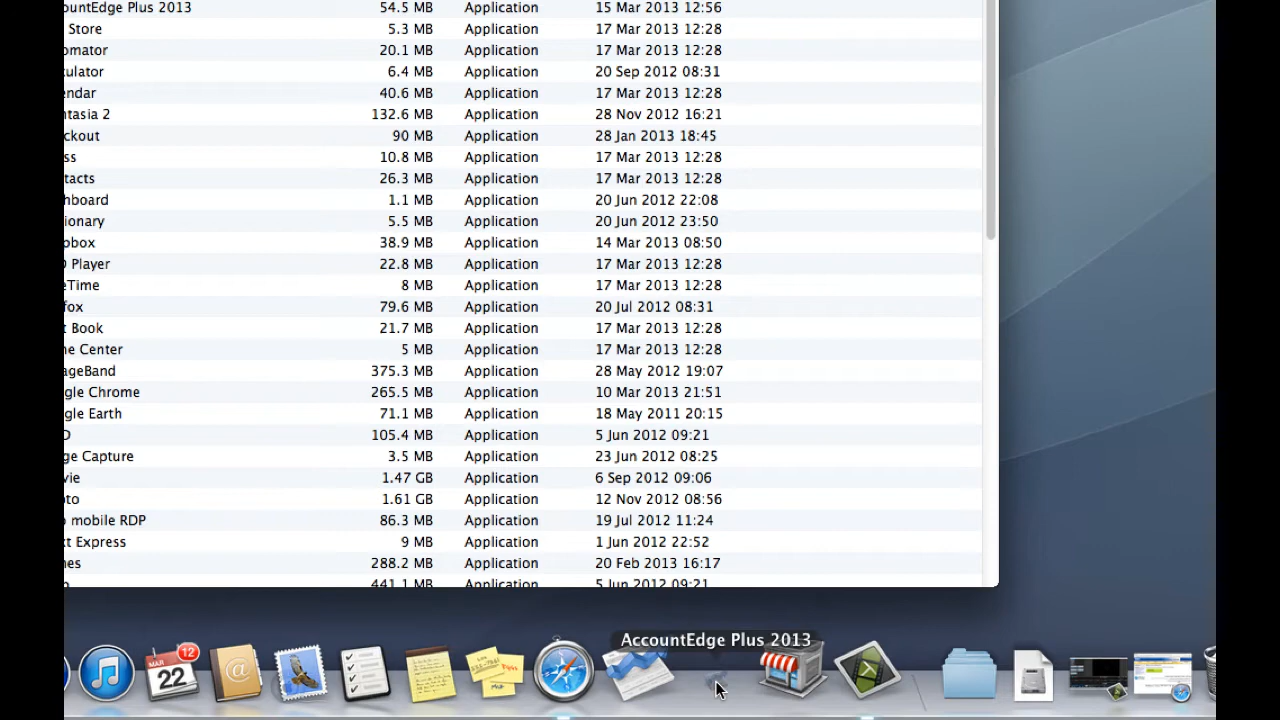 ountEdge Plus 2013 54.5 MB Application 15 Mar 2013 12:56
Store 5.3 MB Application 17 Mar 2013 12:28
omator 20.1 MB Application 17 Mar 2013 12:28
culator 6.4 MB Application 20 Sep 2012 08:31
endar 40.6 MB Application 17 Mar 2013 12:28
ntasia 2 132.6 MB Application 28 Nov 2012 16:21
ckout 90 MB Application 28 Jan 2013 18:45
ss 10.8 MB Application 17 Mar 2013 12:28
tacts 26.3 MB Application 17 Mar 2013 12:28
hboard 1.1 MB Application 20 Jun 2012 22:08
ionary 5.5 MB Application 20 Jun 2012 23:50
pbox 38.9 MB Application 14 Mar 2013 08:50
D Player 22.8 MB Application 17 Mar 2013 12:28
eTime 8 MB Application 17 Mar 2013 12:28
fox 79.6 MB Application 20 Jul 2012 08:31
t Book 21.7 MB Application 17 Mar 2013 12:28
ne Center 5 MB Application 17 Mar 2013 12:28
ageBand 375.3 MB Application 28 May 2012 19:07
gle Chrome 265.5 MB Application 10 Mar 2013 21:51
gle Earth 71.1 MB Application 18 May 2011 20:15
D 105.4 MB Application 5 Jun 2012 09:21
ge Capture 3.5 MB Application 23 Jun 2012 08:25
vie 1.47 GB Application 6 Sep 2012 09:06
oto 1.61 GB Application 12 Nov 2012 08:56
p mobile RDP 86.3 MB Application 19 Jul 2012 11:24
xt Express 9 MB Application 1 Jun 2012 22:52
nes 288.2 MB Application 20 Feb 2013 16:17
441.1 MB Application 5 Jun 2012 09:21
AccountEdge Plus 2013
MAR
22
12
@